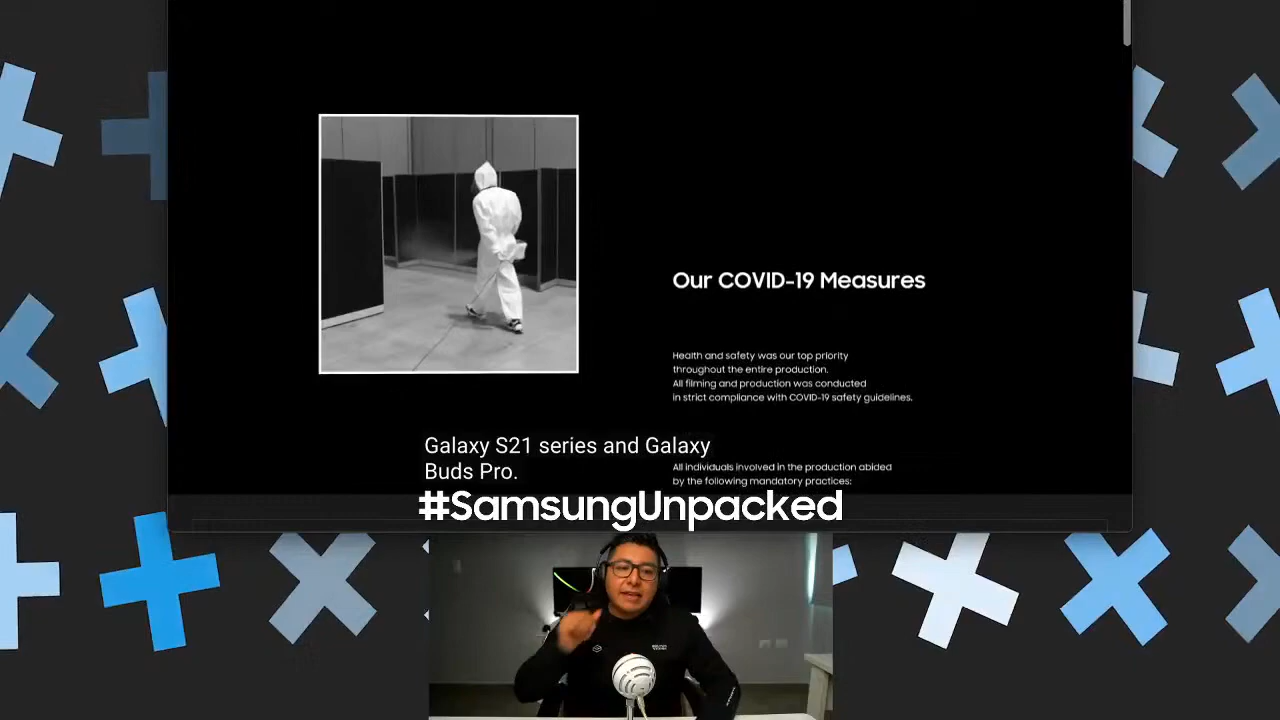 Our COVID-19 Measures
Health and safety was our top priority
throughout the entire production.
All filming and production was conducted
in strict compliance with COVID-19 safety guidelines.
Galaxy S21 series and Galaxy
Buds Pro.
All individuals involved in the production abided
by the following mandatory practices:
#SamsungUnpacked